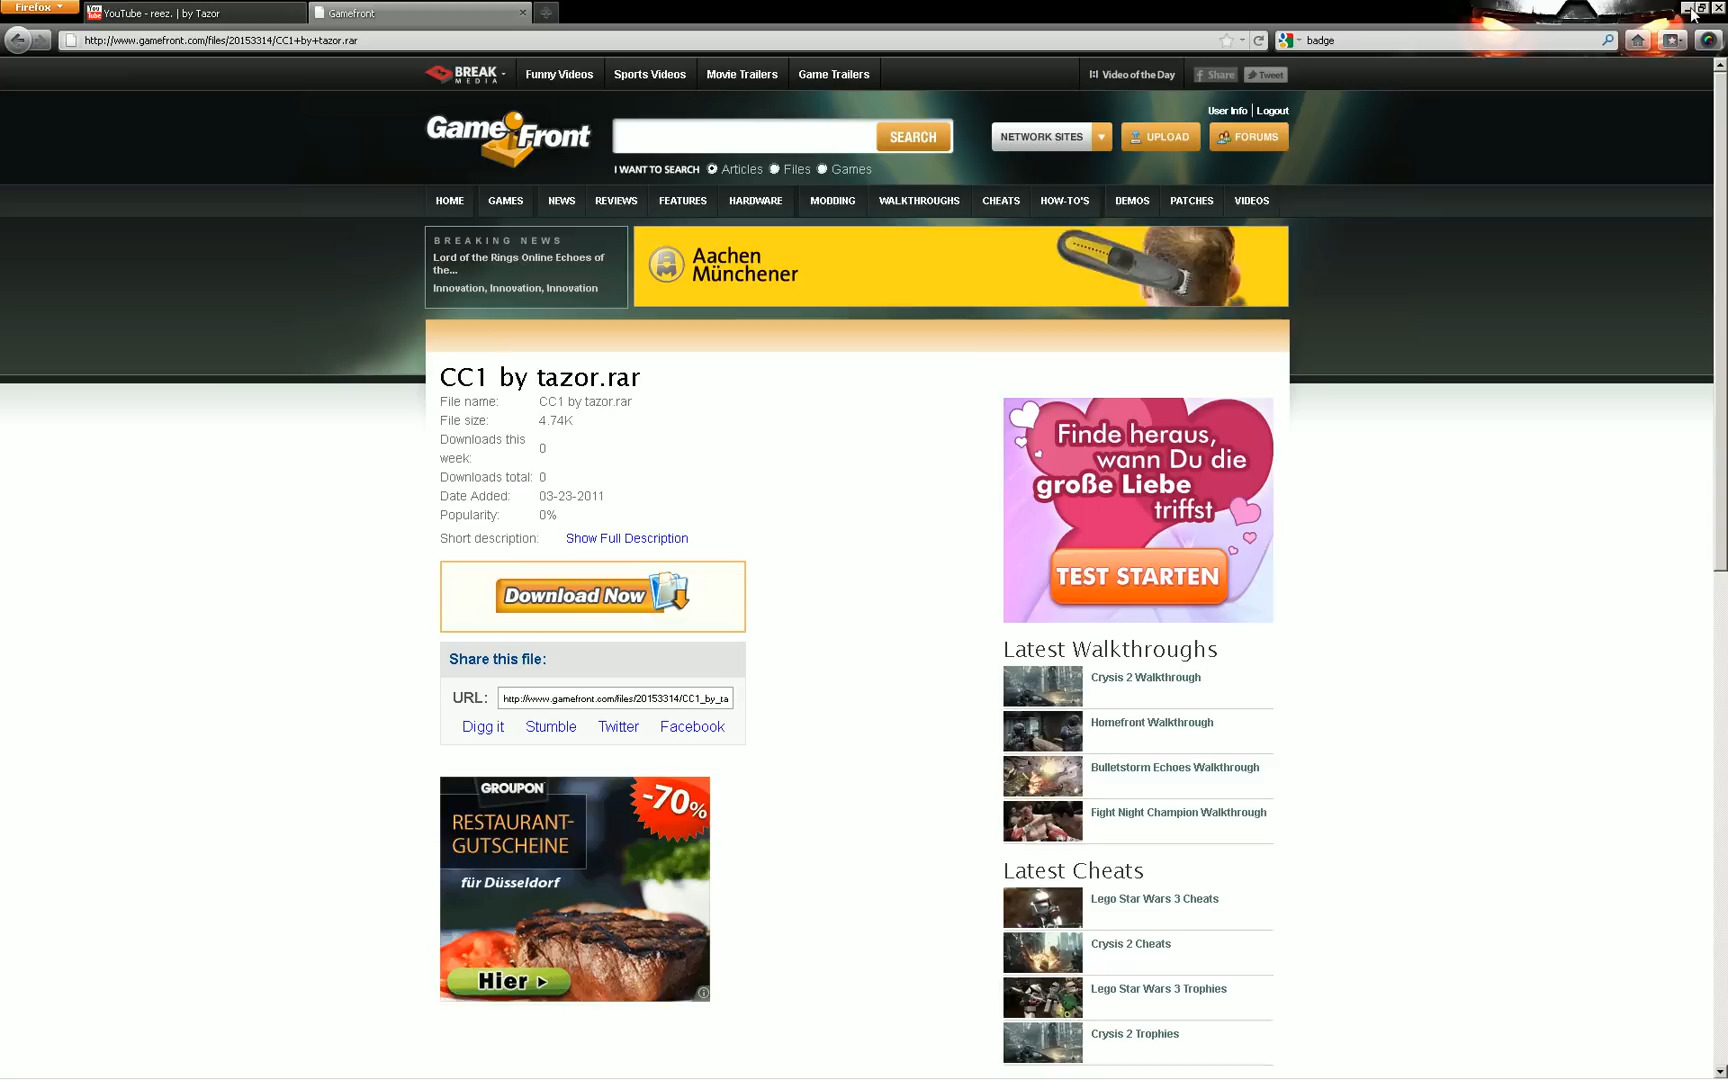 Firefox
YouTube - reez. | by Tazor
Gamefront
http://www.gamefront.com/files/20153314/CC1+by+tazor.rar
badge
BREAK
MEDIA
Funny Videos
Sports Videos
Movie Trailers
Game Trailers
Video of the Day
Share
Tweet
User Info | Logout
GameFront
SEARCH
NETWORK SITES
UPLOAD
FORUMS
I WANT TO SEARCH Articles Files Games
HOME GAMES NEWS REVIEWS FEATURES HARDWARE MODDING WALKTHROUGHS CHEATS HOW-TO'S DEMOS PATCHES VIDEOS
BREAKING NEWS
Lord of the Rings Online Echoes of
the...
Innovation, Innovation, Innovation
Aachen
Münchener
CC1 by tazor.rar
File name: CC1 by tazor.rar
File size: 4.74K
Downloads this
week: 0
Downloads total: 0
Date Added: 03-23-2011
Popularity: 0%
Short description: Show Full Description
Download Now
Share this file:
URL: http://www.gamefront.com/files/20153314/CC1_by_ta
Digg it Stumble Twitter Facebook
GROUPON
-70%
RESTAURANT-
GUTSCHEINE
für Düsseldorf
Hier
Finde heraus,
wann Du die
große Liebe
triffst
TEST STARTEN
Latest Walkthroughs
Crysis 2 Walkthrough
Homefront Walkthrough
Bulletstorm Echoes Walkthrough
Fight Night Champion Walkthrough
Latest Cheats
Lego Star Wars 3 Cheats
Crysis 2 Cheats
Lego Star Wars 3 Trophies
Crysis 2 Trophies